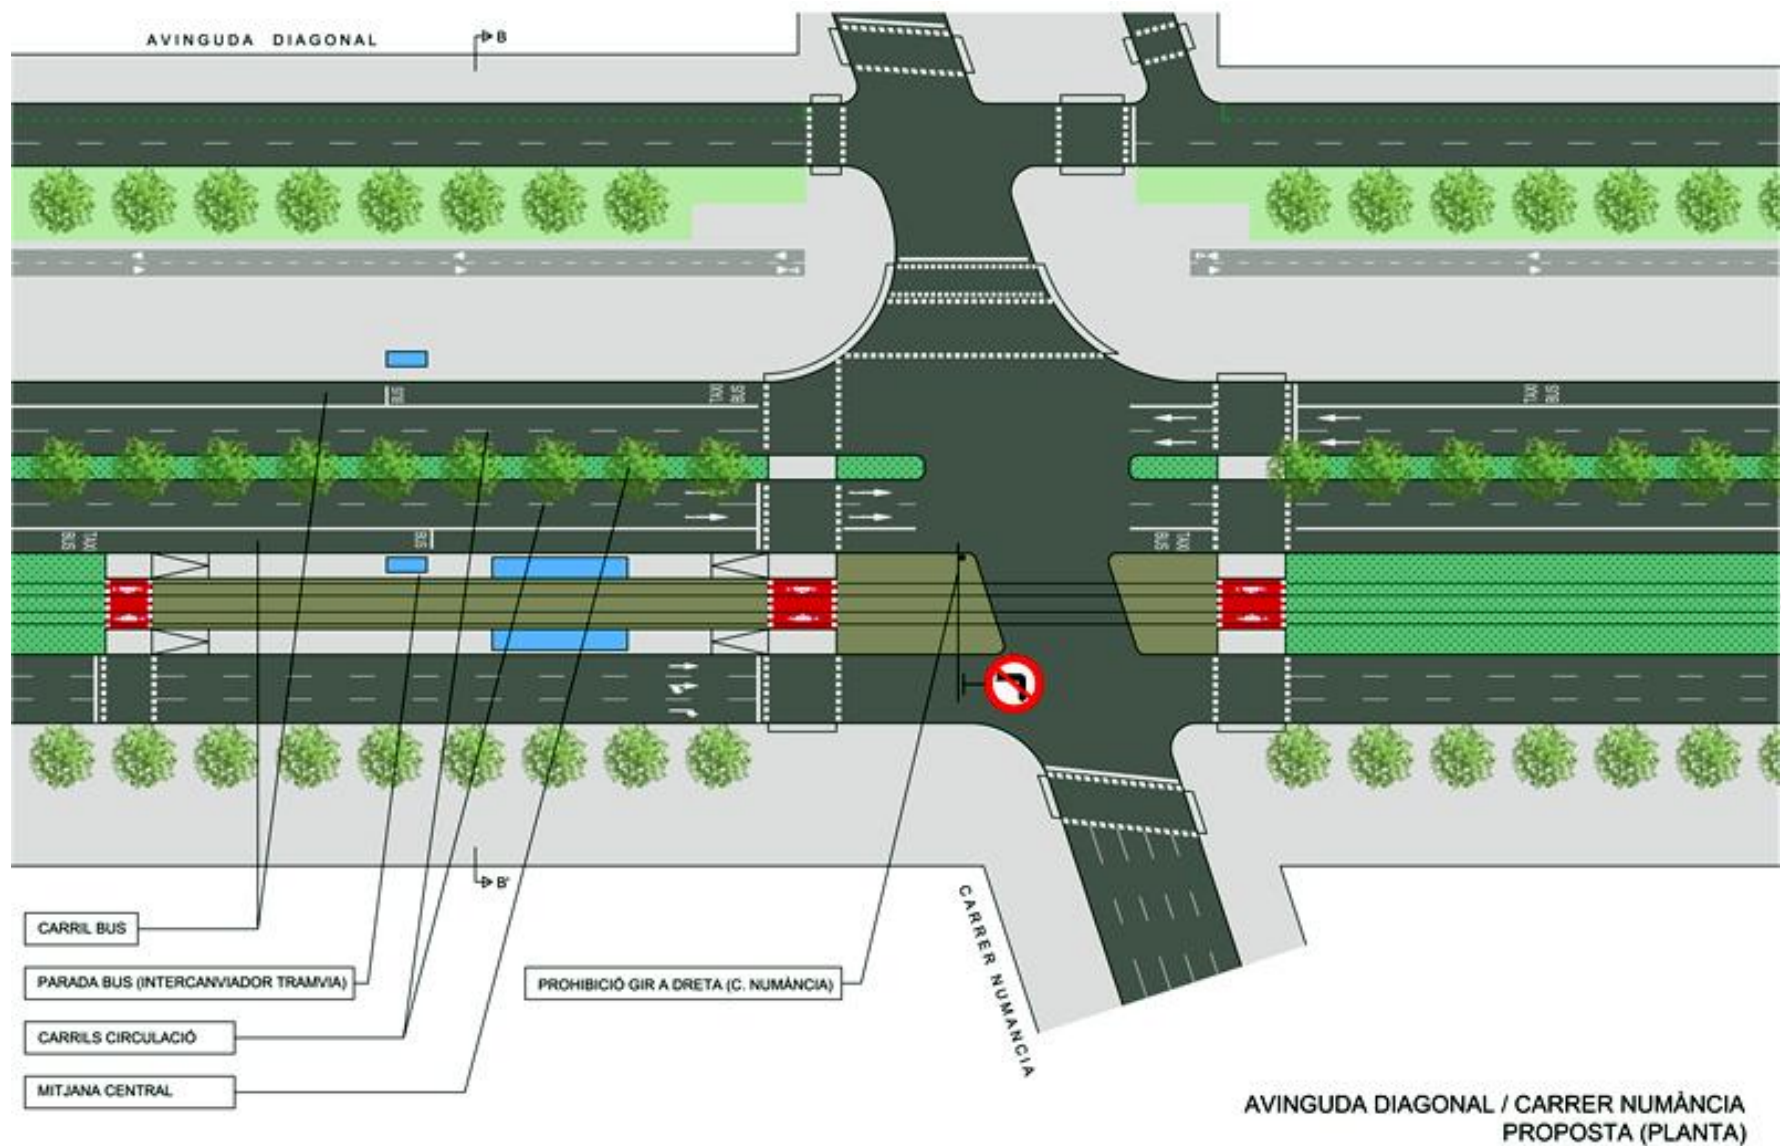 AVINGUDA DIAGONAL
B
BUS
TAXI
BUS
TAXI
BUS
BUS
TAXI
BUS
BUS
TAXI
B'
CARRIL BUS
PARADA BUS (INTERCANVIADOR TRAMVIA)
CARRILS CIRCULACIÓ
MITJANA CENTRAL
PROHIBICIÓ GIR A DRETA (C. NUMÀNCIA)
CARRER NUMANCIA
AVINGUDA DIAGONAL / CARRER NUMÀNCIA
PROPOSTA (PLANTA)